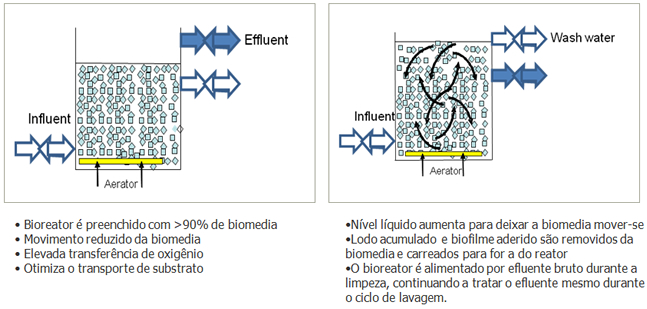 Effluent
Influent
Aerator
• Bioreator é preenchido com >90% de biomedia
• Movimento reduzido da biomedia
• Elevada transferência de oxigênio
• Otimiza o transporte de substrato
Wash water
Influent
Aerator
•Nível líquido aumenta para deixar a biomedia mover-se
•Lodo acumulado e biofilme aderido são removidos da
biomedia e carreados para for a do reator
•O bioreator é alimentado por efluente bruto durante a
limpeza, continuando a tratar o efluente mesmo durante
o ciclo de lavagem.